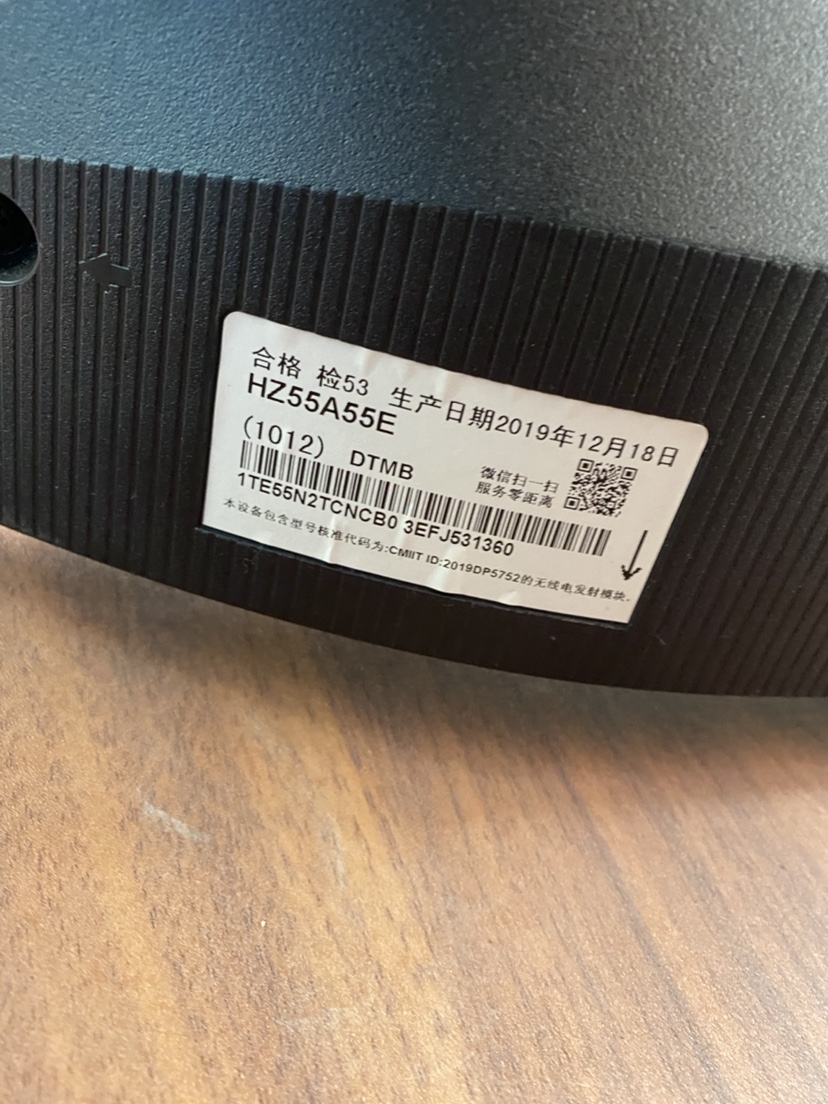 合格 检53 生产日期2019年12月18日
HZ55A55E
(1012) DTMB
微信扫一扫
服务零距离
1TE55N2TCNCB0 3EFJ531360
本设备包含型号核准代码为:CMIIT ID:2019DP5752的无线电发射模块.